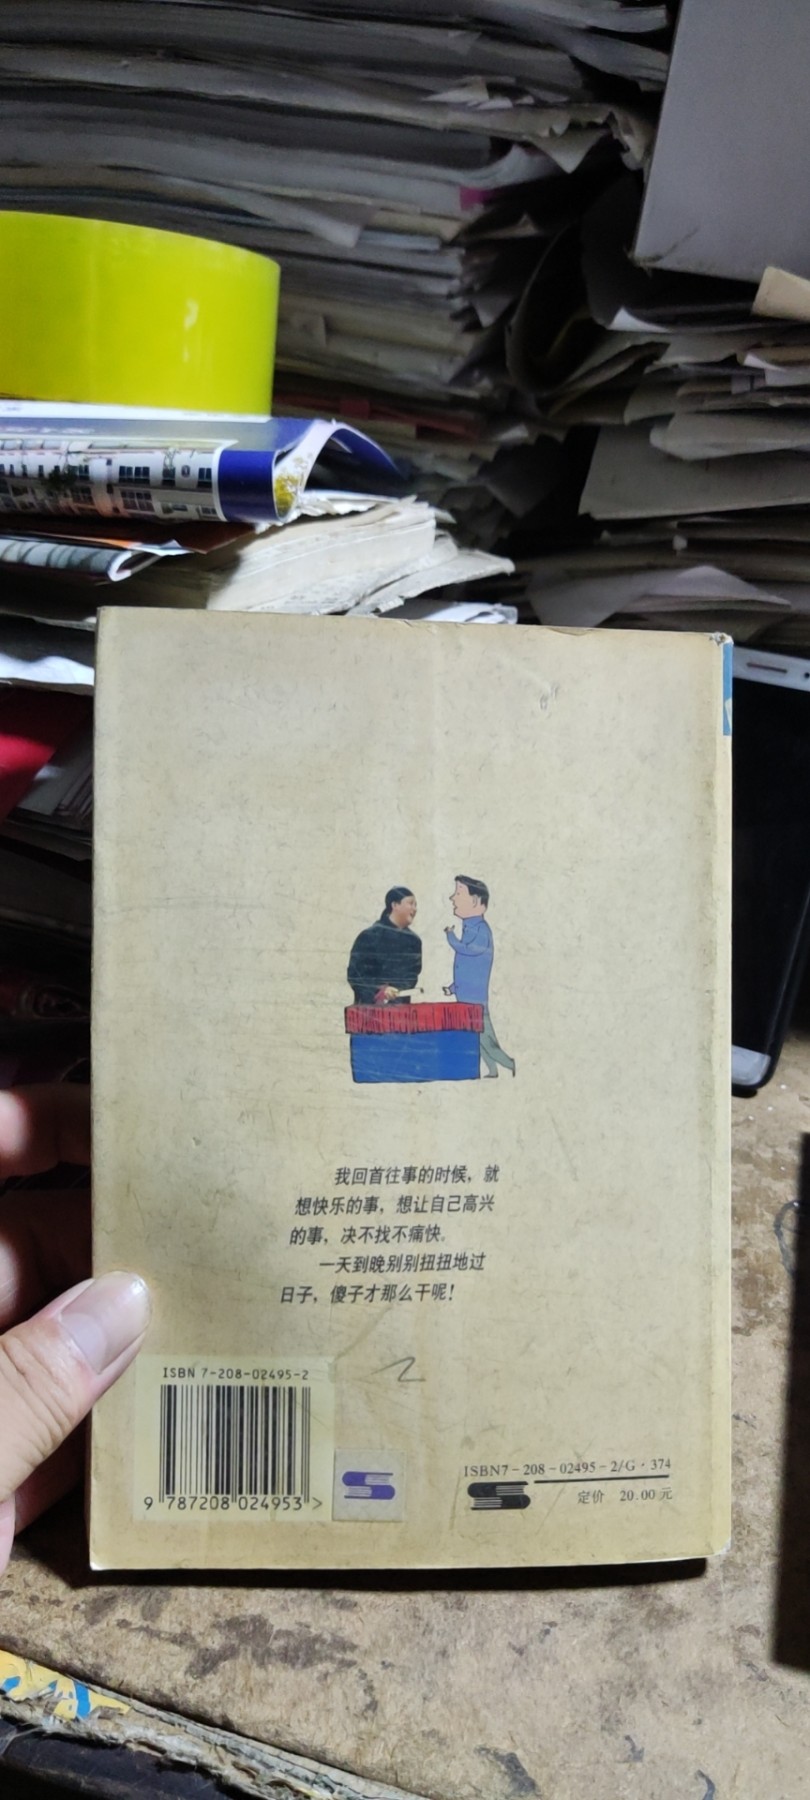 我回首往事的时候，就
想快乐的事，想让自己高兴
的事，决不找不痛快。
一天到晚别别扭扭地过
日子，傻子才那么干呢！
ISBN 7-208-02495-2
9 787208 024953 >
ISBN7-208-02495-2/G·374
定价 20.00元